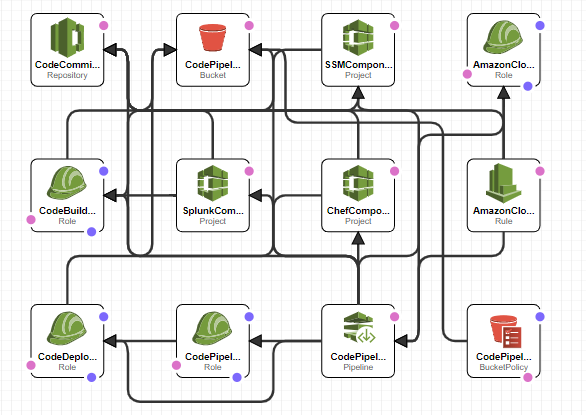 CodeCommi...
Repository
CodePipel...
Bucket
SSMCompon...
Project
AmazonClo...
Role
CodeBuild...
Role
SplunkCom...
Project
ChefCompo...
Project
AmazonClo...
Rule
CodeDeplo...
Role
CodePipel...
Role
CodePipel...
Pipeline
CodePipel...
BucketPolicy